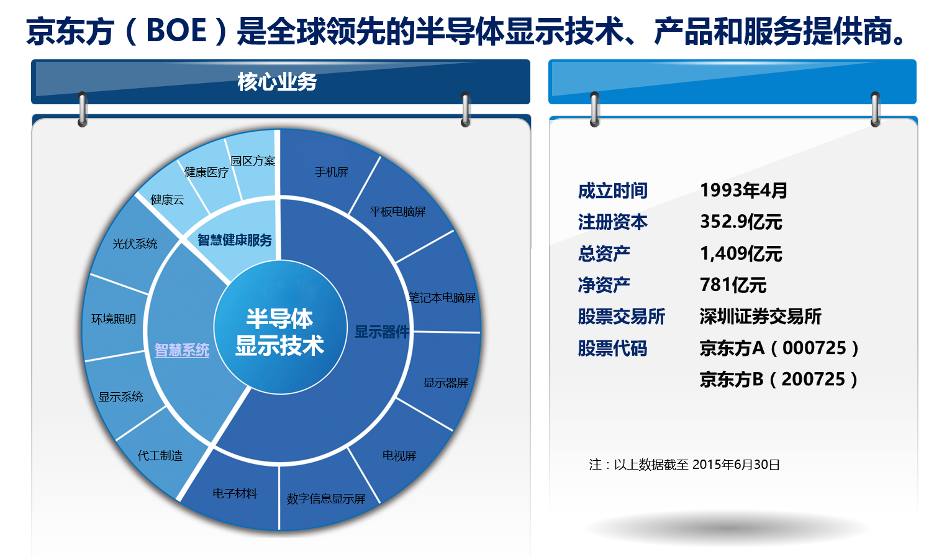 京东方（BOE）是全球领先的半导体显示技术、产品和服务提供商。
核心业务
园区方案
手机屏
健康医疗
健康云
平板电脑屏
智慧健康服务
光伏系统
笔记本电脑屏
环境照明
半导体
显示技术
显示器件
智慧系统
显示系统
显示器屏
代工制造
电视屏
电子材料
数字信息显示屏
成立时间 1993年4月
注册资本 352.9亿元
总资产 1,409亿元
净资产 781亿元
股票交易所 深圳证券交易所
股票代码 京东方A（000725）
京东方B（200725）
注：以上数据截至 2015年6月30日